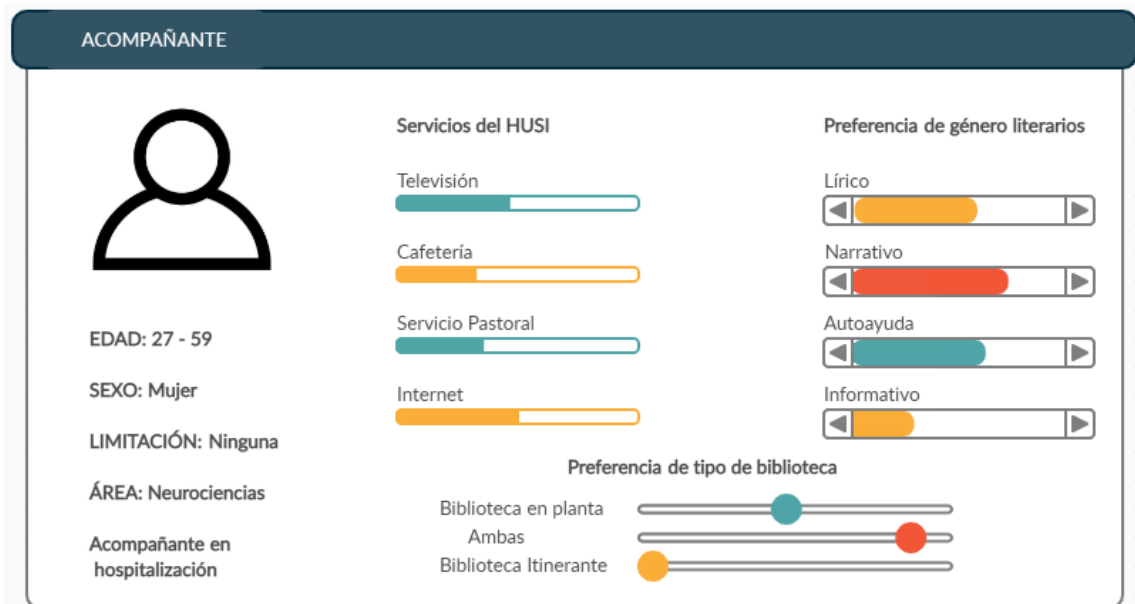 ACOMPAÑANTE
EDAD: 27 - 59
SEXO: Mujer
LIMITACIÓN: Ninguna
ÁREA: Neurociencias
Acompañante en
hospitalización
Servicios del HUSI
Televisión
Cafetería
Servicio Pastoral
Internet
Preferencia de género literarios
Lírico
Narrativo
Autoayuda
Informativo
Preferencia de tipo de biblioteca
Biblioteca en planta
Ambas
Biblioteca Itinerante